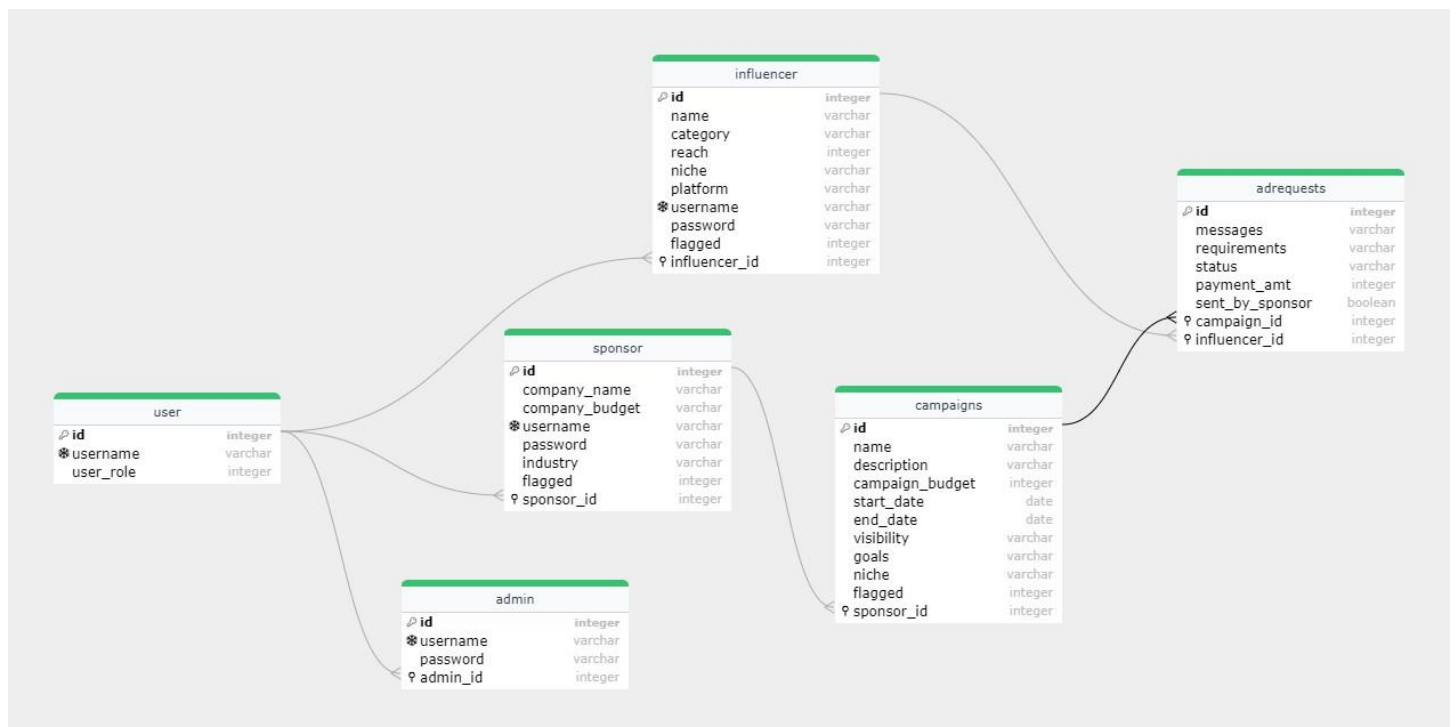 influencer
id integer
name varchar
category varchar
reach integer
niche varchar
platform varchar
username varchar
password varchar
flagged integer
influencer_id integer
adrequests
id integer
messages varchar
requirements varchar
status varchar
payment_amt integer
sent_by_sponsor boolean
campaign_id integer
influencer_id integer
sponsor
id integer
company_name varchar
company_budget varchar
username varchar
password varchar
industry varchar
flagged integer
sponsor_id integer
user
id integer
username varchar
user_role integer
campaigns
id integer
name varchar
description varchar
campaign_budget integer
start_date date
end_date date
visibility varchar
goals varchar
niche varchar
flagged integer
sponsor_id integer
admin
id integer
username varchar
password varchar
admin_id integer